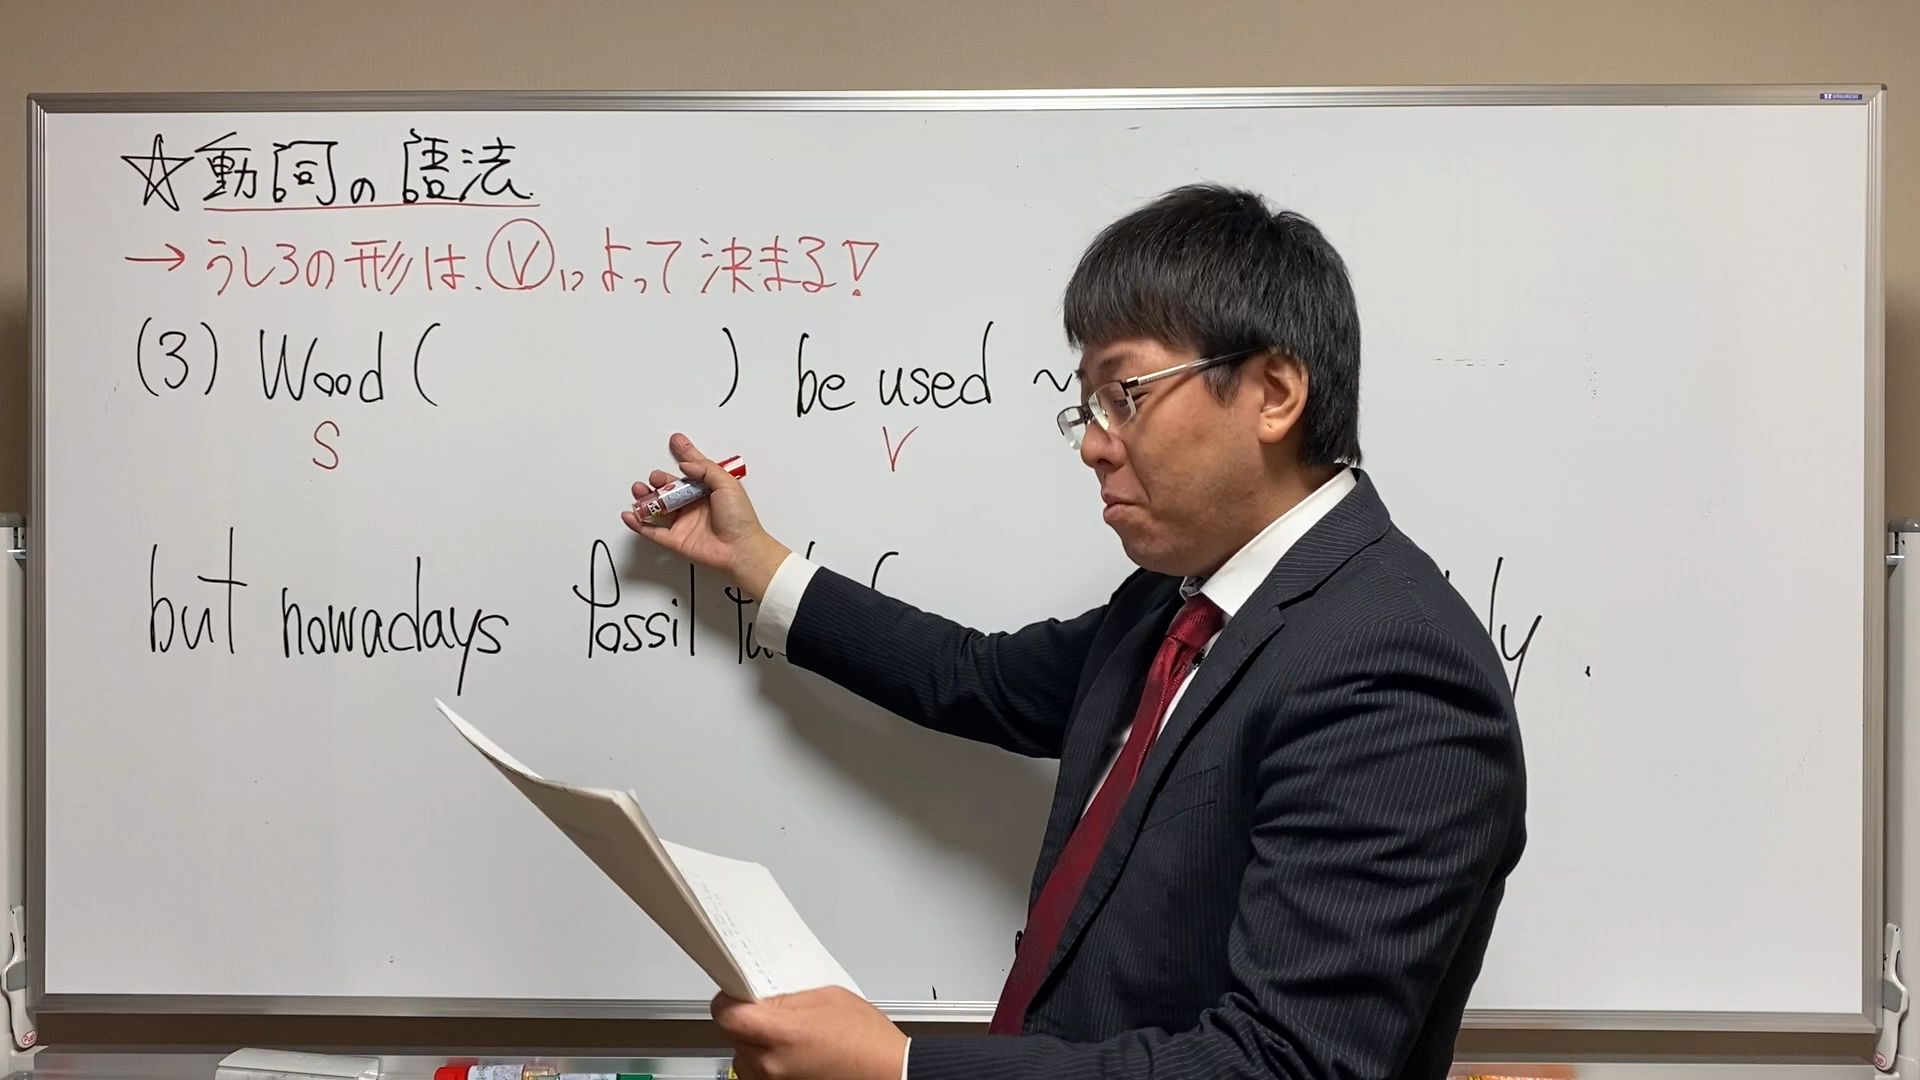 ☆動詞の語法
→うしろの形は、Vによって決まる!
(3) Wood (       ) be used ~
S V
but nowadays fossil